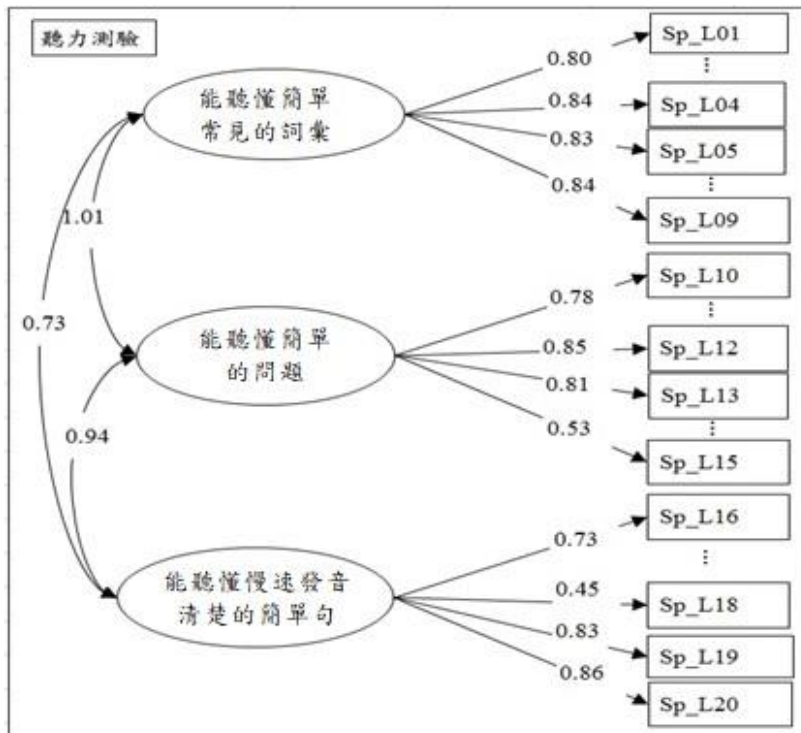 聽力測驗
能聽懂簡單
常見的詞彙
能聽懂簡單
的問題
能聽懂慢速發音
清楚的簡單句
1.01
0.73
0.94
0.80
0.84
0.83
0.84
0.78
0.85
0.81
0.53
0.73
0.45
0.83
0.86
Sp_L01
Sp_L04
Sp_L05
Sp_L09
Sp_L10
Sp_L12
Sp_L13
Sp_L15
Sp_L16
Sp_L18
Sp_L19
Sp_L20